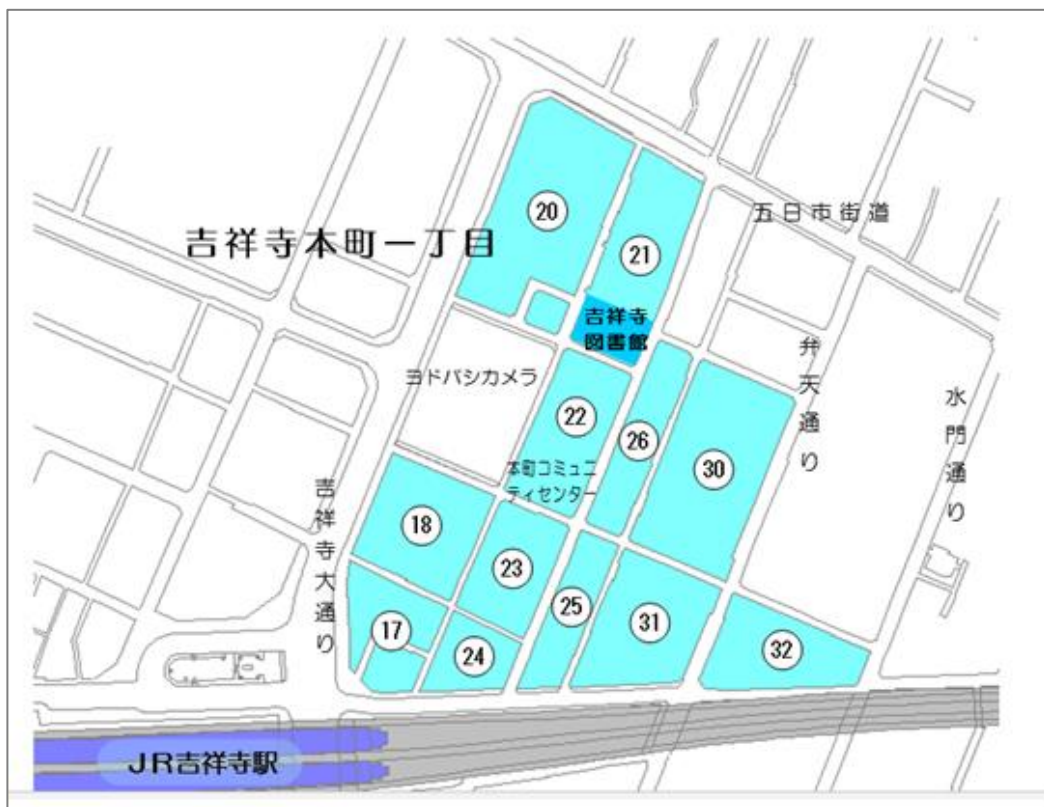 20
五日市街道
吉祥寺本町一丁目
21
吉祥寺
図書館
ヨドバシカメラ
弁天通り
水門通り
22
26
30
本町コミュニ
ティセンター
吉祥寺大通り
18
23
25
31
17
24
32
JR吉祥寺駅